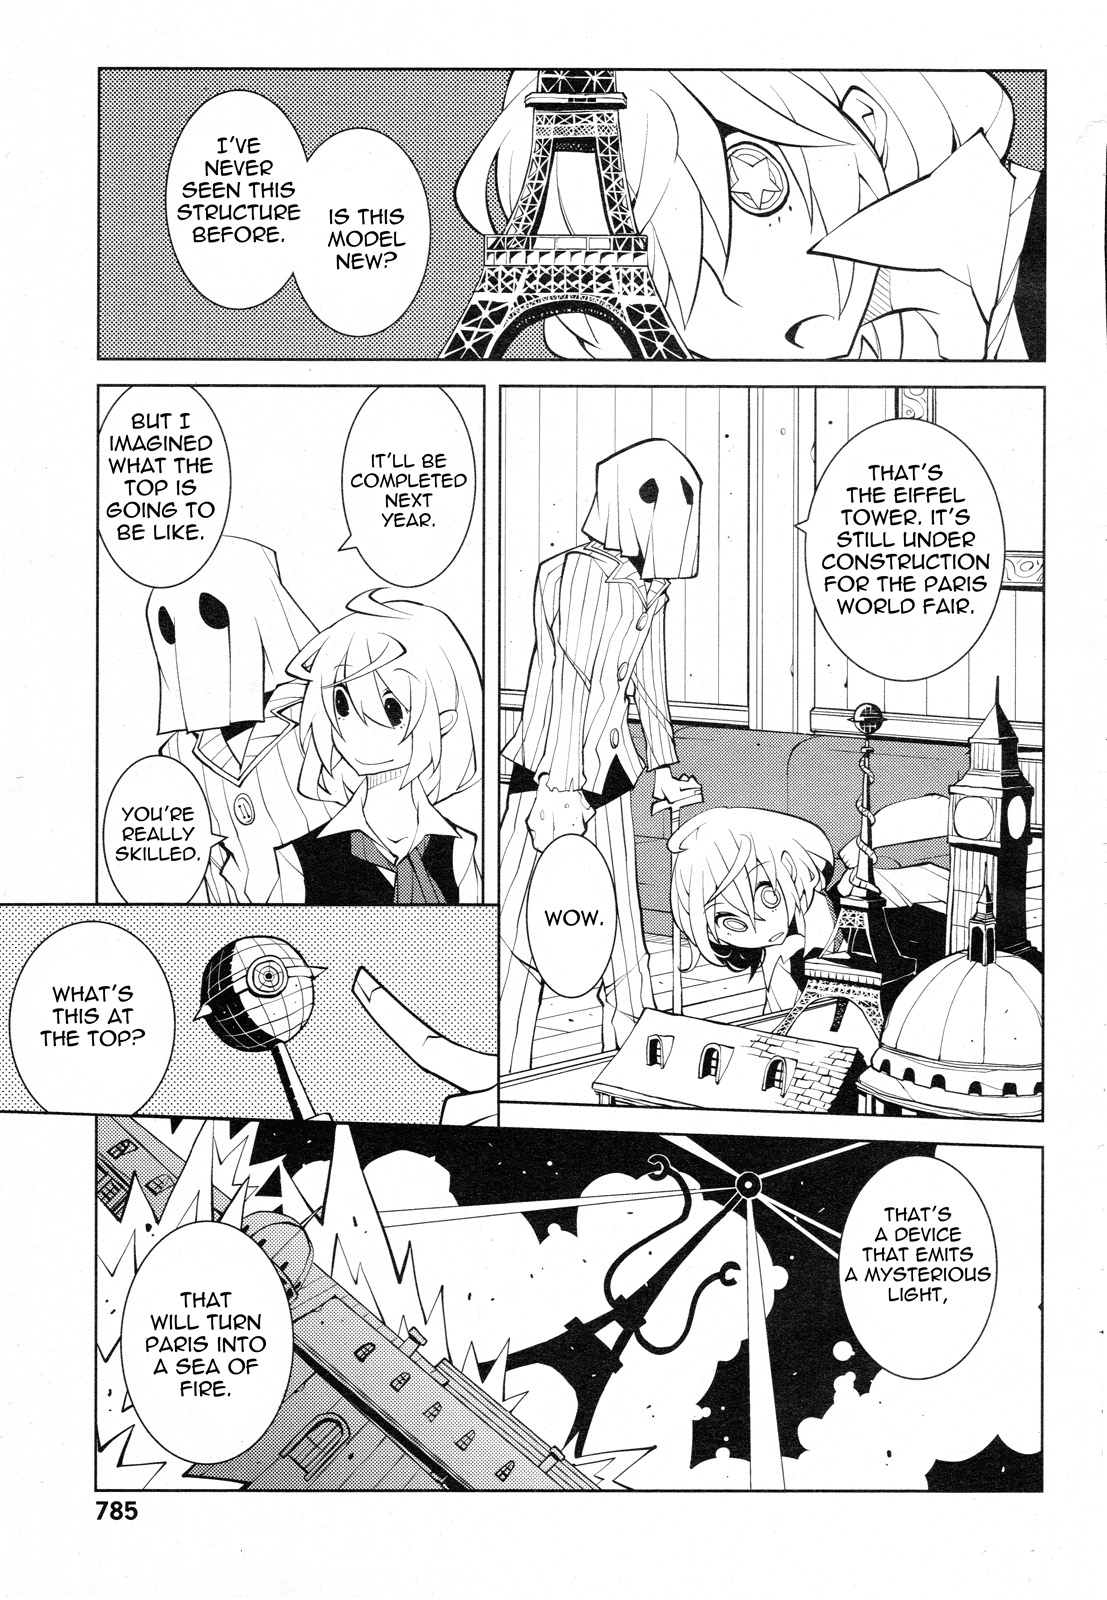 IS THIS
MODEL
NEW?
I'VE
NEVER
SEEN THIS
STRUCTURE
BEFORE.
THAT'S
THE EIFFEL
TOWER. IT'S
STILL UNDER
CONSTRUCTION
FOR THE PARIS
WORLD FAIR.
WOW.
IT'LL BE
COMPLETED
NEXT
YEAR.
BUT I
IMAGINED
WHAT THE
TOP IS
GOING TO
BE LIKE.
YOU'RE
REALLY
SKILLED.
WHAT'S
THIS AT
THE TOP?
THAT'S
A DEVICE
THAT EMITS
A MYSTERIOUS
LIGHT,
THAT
WILL TURN
PARIS INTO
A SEA OF
FIRE.
785